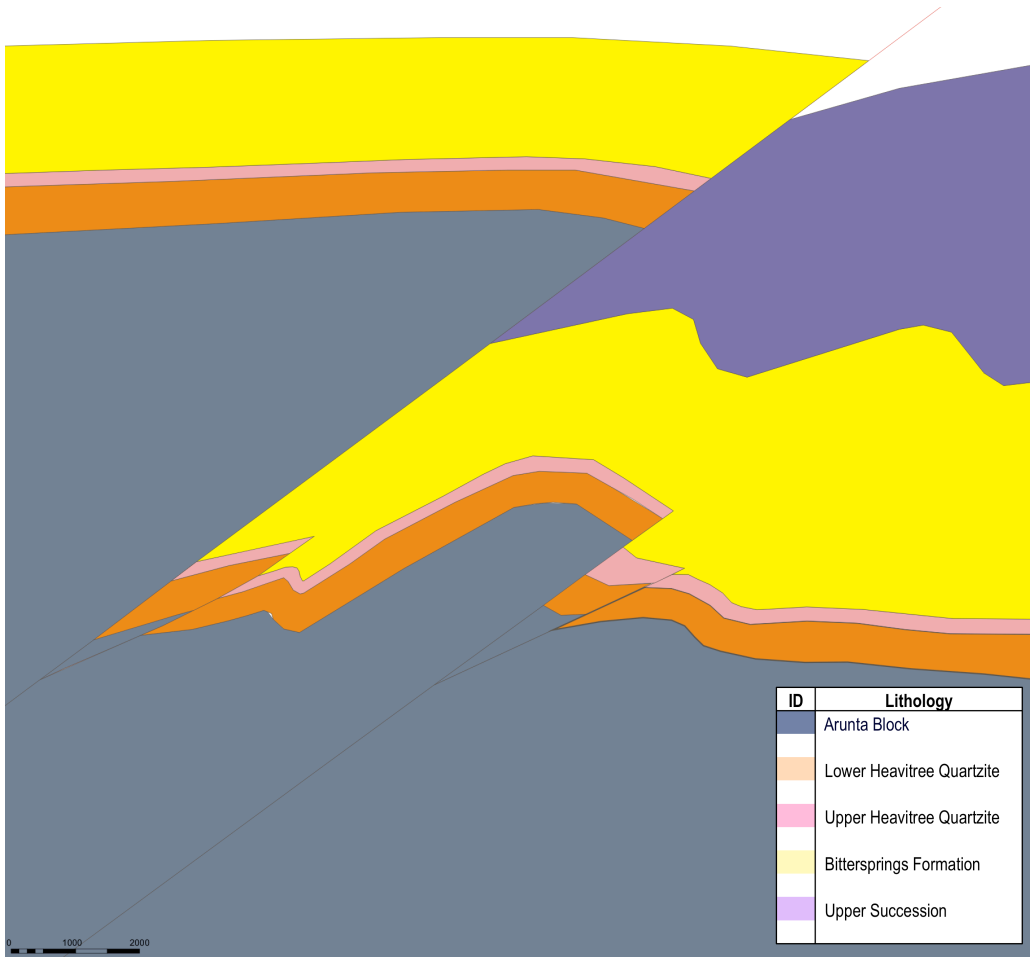 ID Lithology
Arunta Block
Lower Heavitree Quartzite
Upper Heavitree Quartzite
Bittersprings Formation
Upper Succession
0 1000 2000